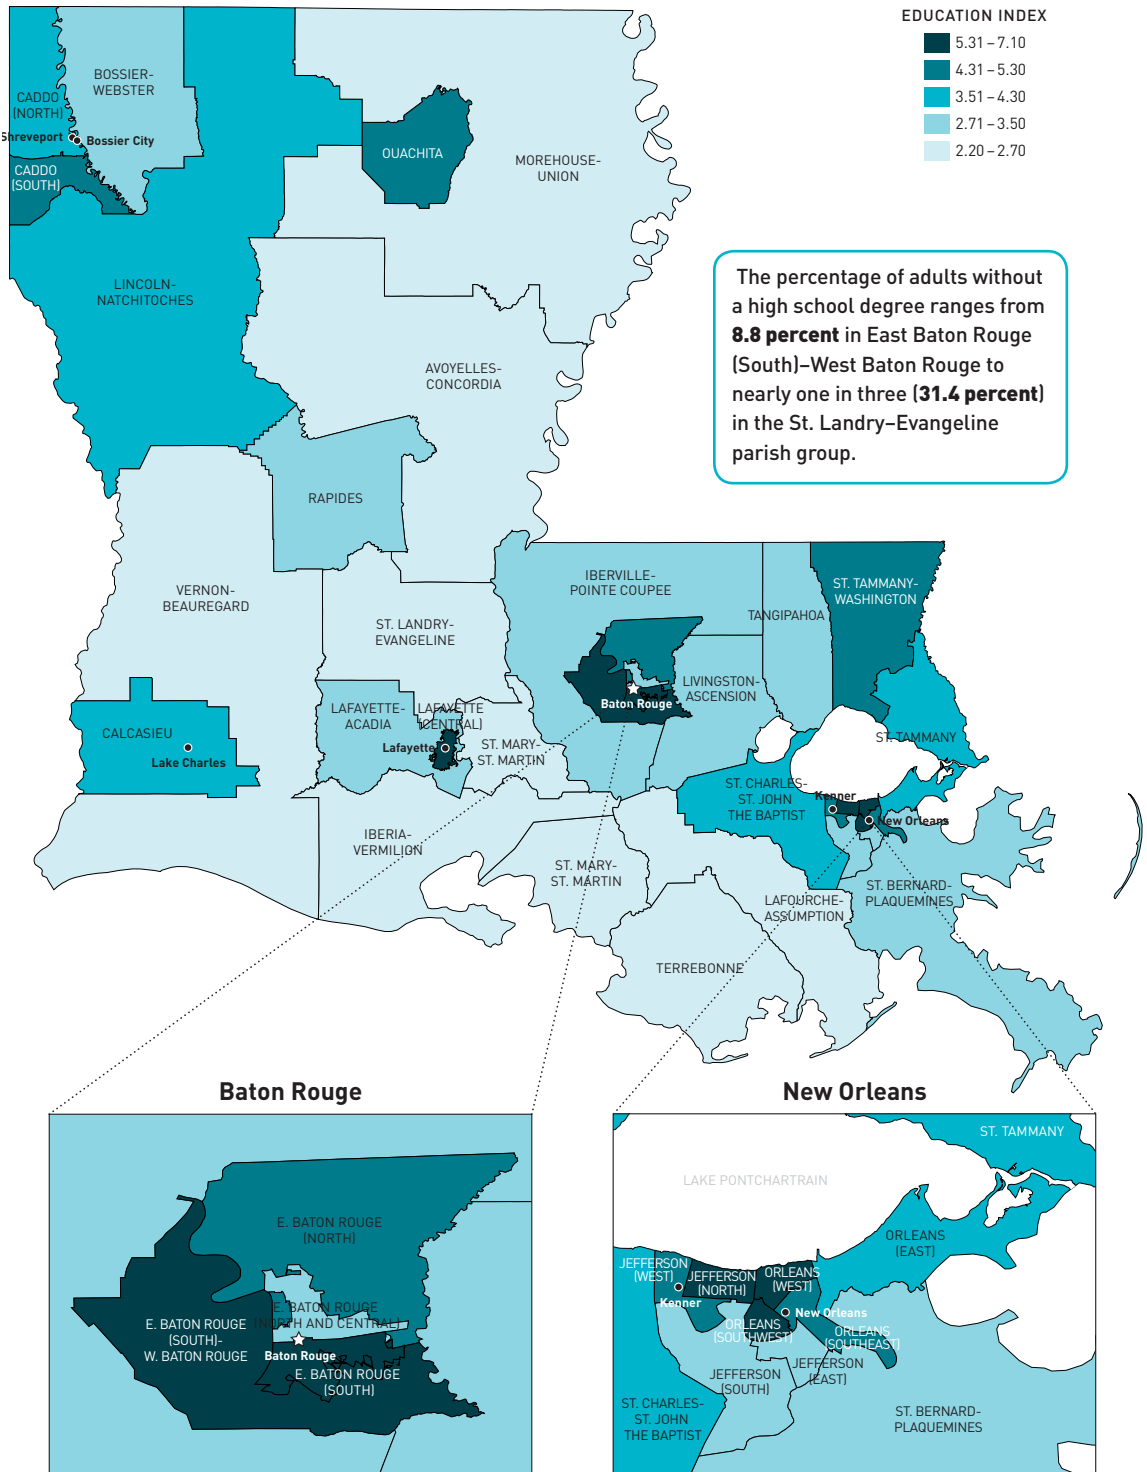 EDUCATION INDEX
5.31 – 7.10
4.31 – 5.30
3.51 – 4.30
2.71 – 3.50
2.20 – 2.70
BOSSIER-
WEBSTER
CADDO
(NORTH)
Shreveport
Bossier City
CADDO
(SOUTH)
OUACHITA
MOREHOUSE-
UNION
LINCOLN-
NATCHITOCHES
The percentage of adults without
a high school degree ranges from
8.8 percent in East Baton Rouge
(South)–West Baton Rouge to
nearly one in three (31.4 percent)
in the St. Landry–Evangeline
parish group.
AVOYELLES-
CONCORDIA
RAPIDES
VERNON-
BEAUREGARD
ST. LANDRY-
EVANGELINE
IBERVILLE-
POINTE COUPEE
TANGIPAHOA
ST. TAMMANY-
WASHINGTON
LIVINGSTON-
ASCENSION
Baton Rouge
CALCASIEU
Lake Charles
LAFAYETTE-
ACADIA
LAFAYETTE
(CENTRAL)
Lafayette
ST. MARY-
ST. MARTIN
ST. TAMMANY
ST. CHARLES-
ST. JOHN
THE BAPTIST
Kenner
New Orleans
IBERIA-
VERMILION
ST. MARY-
ST. MARTIN
LAFOURCHE-
ASSUMPTION
ST. BERNARD-
PLAQUEMINES
TERREBONNE
Baton Rouge
E. BATON ROUGE
(NORTH)
E. BATON ROUGE
(NORTH AND CENTRAL)
E. BATON ROUGE
(SOUTH)-
W. BATON ROUGE
Baton Rouge
E. BATON ROUGE
(SOUTH)
New Orleans
ST. TAMMANY
LAKE PONTCHARTRAIN
ORLEANS
(EAST)
JEFFERSON
(WEST)
JEFFERSON
(NORTH)
ORLEANS
(WEST)
Kenner
New Orleans
ORLEANS
(SOUTHWEST)
ORLEANS
(SOUTHEAST)
JEFFERSON
(SOUTH)
JEFFERSON
(EAST)
ST. CHARLES-
ST. JOHN
THE BAPTIST
ST. BERNARD-
PLAQUEMINES